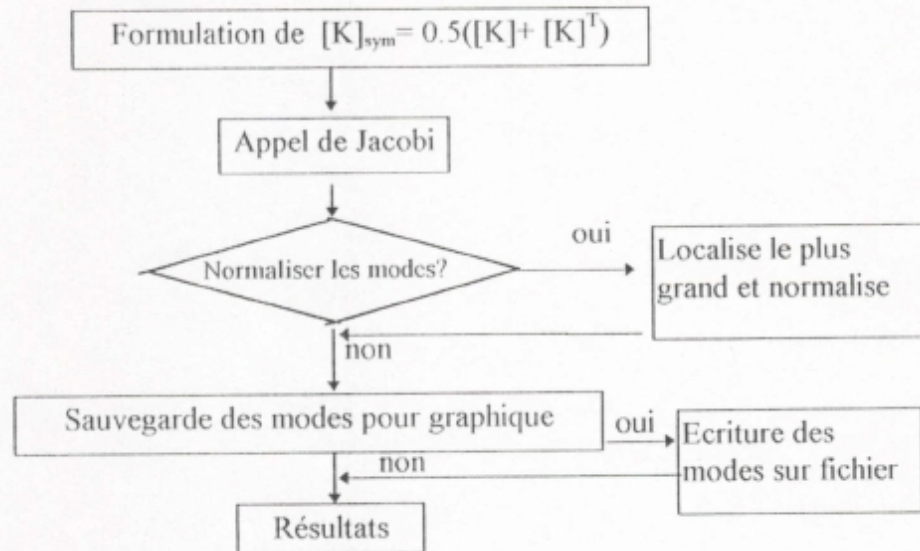 Formulation de [K]sym= 0.5([K]+ [K]T)
Appel de Jacobi
Normaliser les modes?
oui
Localise le plus
grand et normalise
non
Sauvegarde des modes pour graphique
oui
Ecriture des
modes sur fichier
non
Résultats